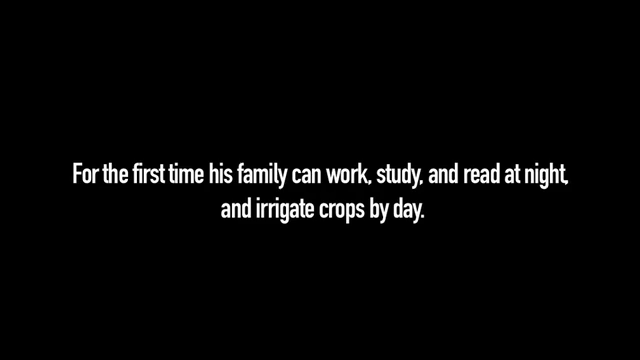 For the first time his family can work, study, and read at night,
and irrigate crops by day.